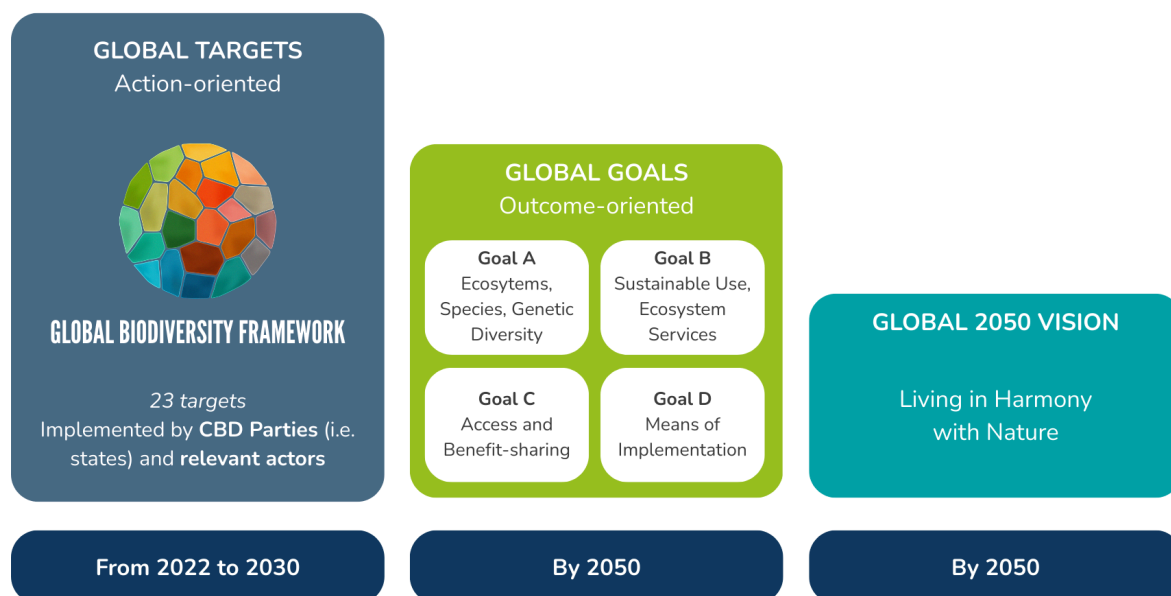 GLOBAL TARGETS
Action-oriented
GLOBAL BIODIVERSITY FRAMEWORK
23 targets
Implemented by CBD Parties (i.e.
states) and relevant actors
From 2022 to 2030
GLOBAL GOALS
Outcome-oriented
Goal A
Ecosytems,
Species, Genetic
Diversity
Goal B
Sustainable Use,
Ecosystem
Services
Goal C
Access and
Benefit-sharing
Goal D
Means of
Implementation
By 2050
GLOBAL 2050 VISION
Living in Harmony
with Nature
By 2050